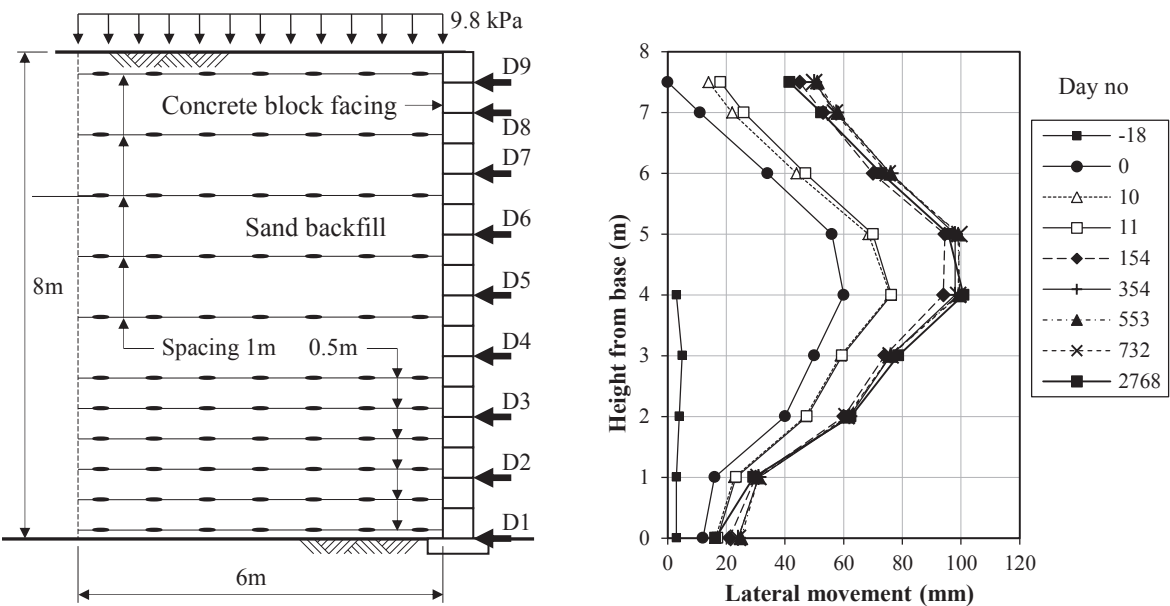 9.8 kPa
D9
Concrete block facing
D8
D7
D6
Sand backfill
8m
D5
D4
Spacing 1m
0.5m
D3
D2
D1
6m
Height from base (m)
8
7
6
5
4
3
2
1
0
0
20
40
60
80
100
120
Lateral movement (mm)
Day no
-18
0
10
11
154
354
553
732
2768